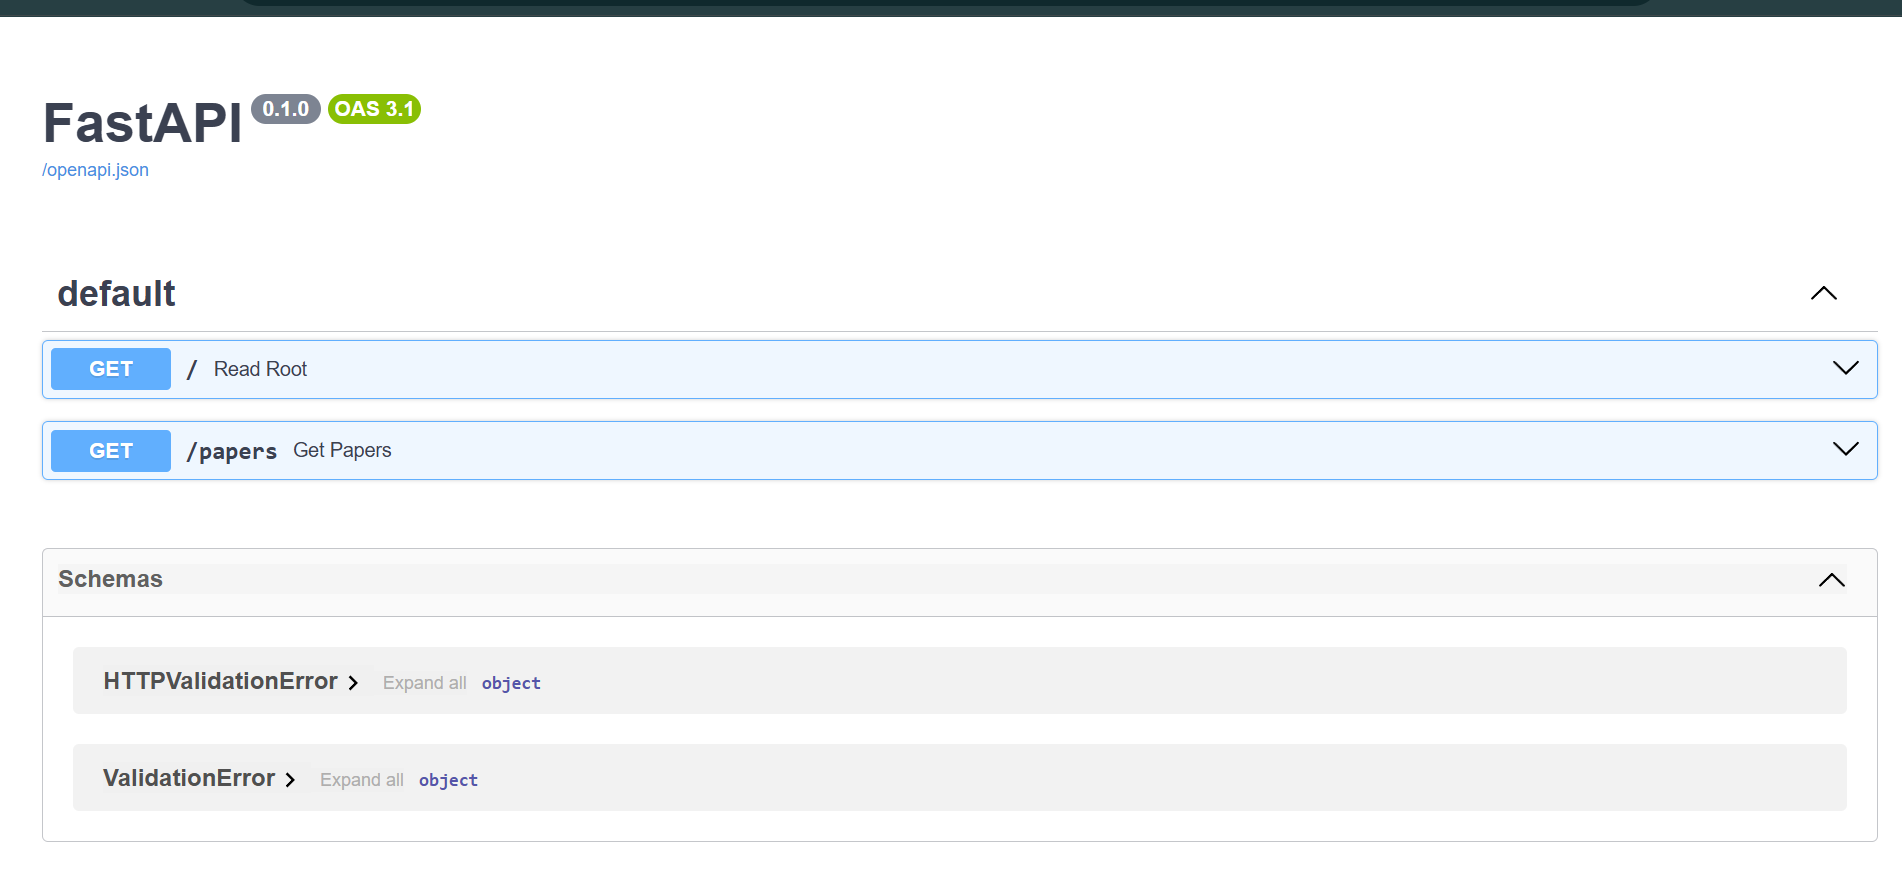 FastAPI 0.1.0 OAS 3.1
/openapi.json
default
GET / Read Root
GET /papers Get Papers
Schemas
HTTPValidationError Expand all object
ValidationError Expand all object